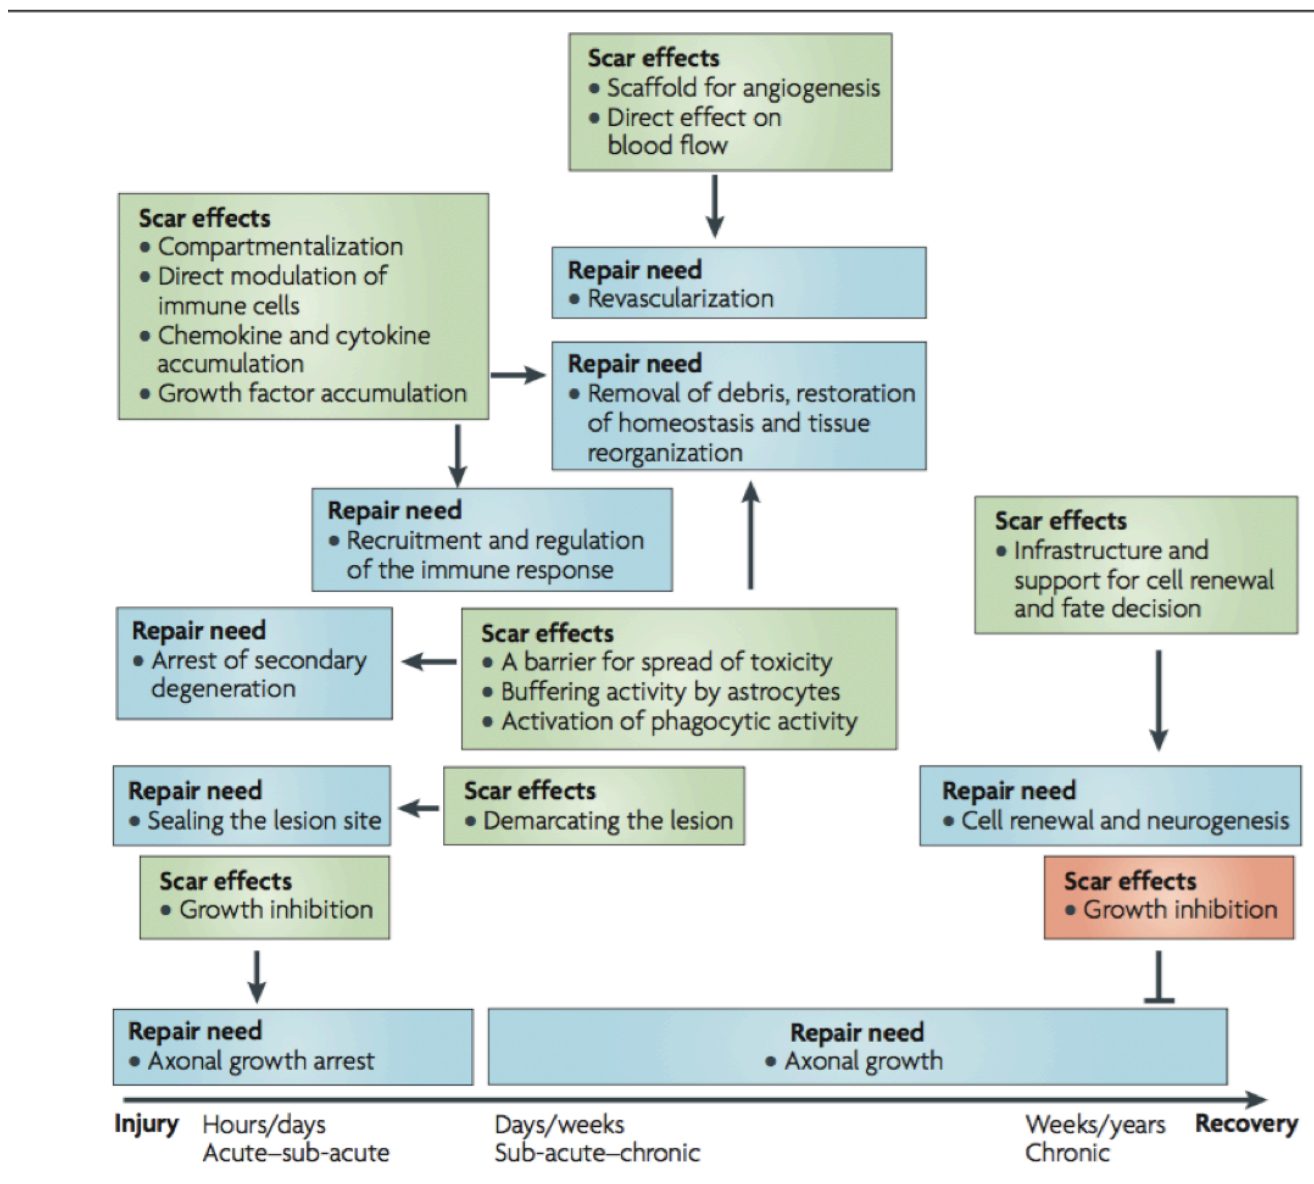 Scar effects
• Scaffold for angiogenesis
• Direct effect on
blood flow
Scar effects
• Compartmentalization
• Direct modulation of
immune cells
• Chemokine and cytokine
accumulation
• Growth factor accumulation
Repair need
• Revascularization
Repair need
• Removal of debris, restoration
of homeostasis and tissue
reorganization
Repair need
• Recruitment and regulation
of the immune response
Scar effects
• Infrastructure and
support for cell renewal
and fate decision
Repair need
• Arrest of secondary
degeneration
Scar effects
• A barrier for spread of toxicity
• Buffering activity by astrocytes
• Activation of phagocytic activity
Repair need
• Sealing the lesion site
Scar effects
• Demarcating the lesion
Repair need
• Cell renewal and neurogenesis
Scar effects
• Growth inhibition
Scar effects
• Growth inhibition
Repair need
• Axonal growth arrest
Repair need
• Axonal growth
Injury
Hours/days
Acute–sub-acute
Days/weeks
Sub-acute–chronic
Weeks/years
Chronic
Recovery